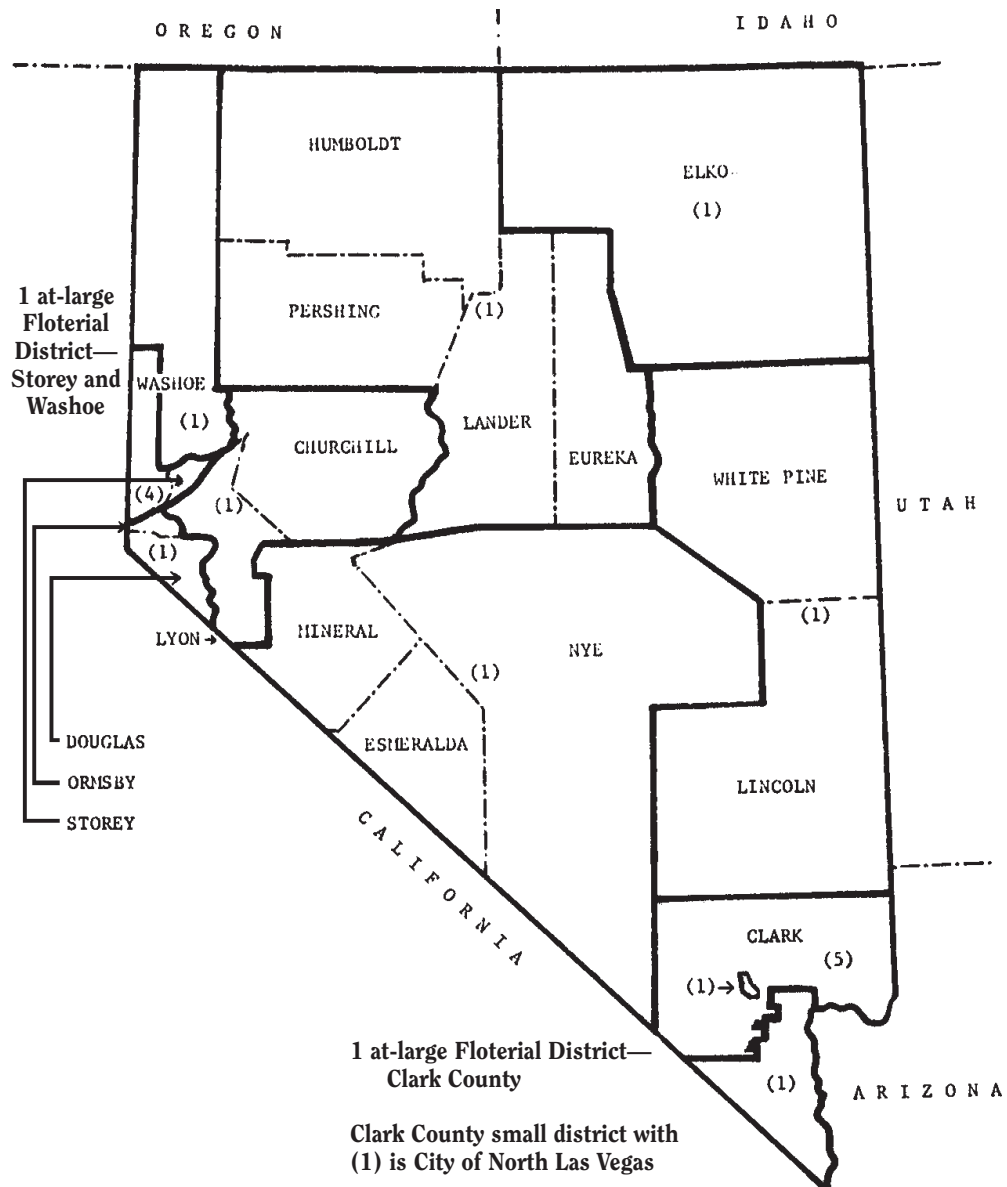 OREGON
IDAHO
HUMBOLDT
ELKO
(1)
1 at-large
Floterial
District—
Storey and
Washoe
PERSHING
(1)
WASHOE
(1)
CHURCHILL
LANDER
EUREKA
WHITE PINE
UTAH
(4)
(1)
(1)
(1)
LYON
MINERAL
NYE
(1)
ESMERALDA
DOUGLAS
ORMSBY
STOREY
LINCOLN
CALIFORNIA
CLARK
(5)
(1)
1 at-large Floterial District—
Clark County
(1)
ARIZONA
Clark County small district with
(1) is City of North Las Vegas